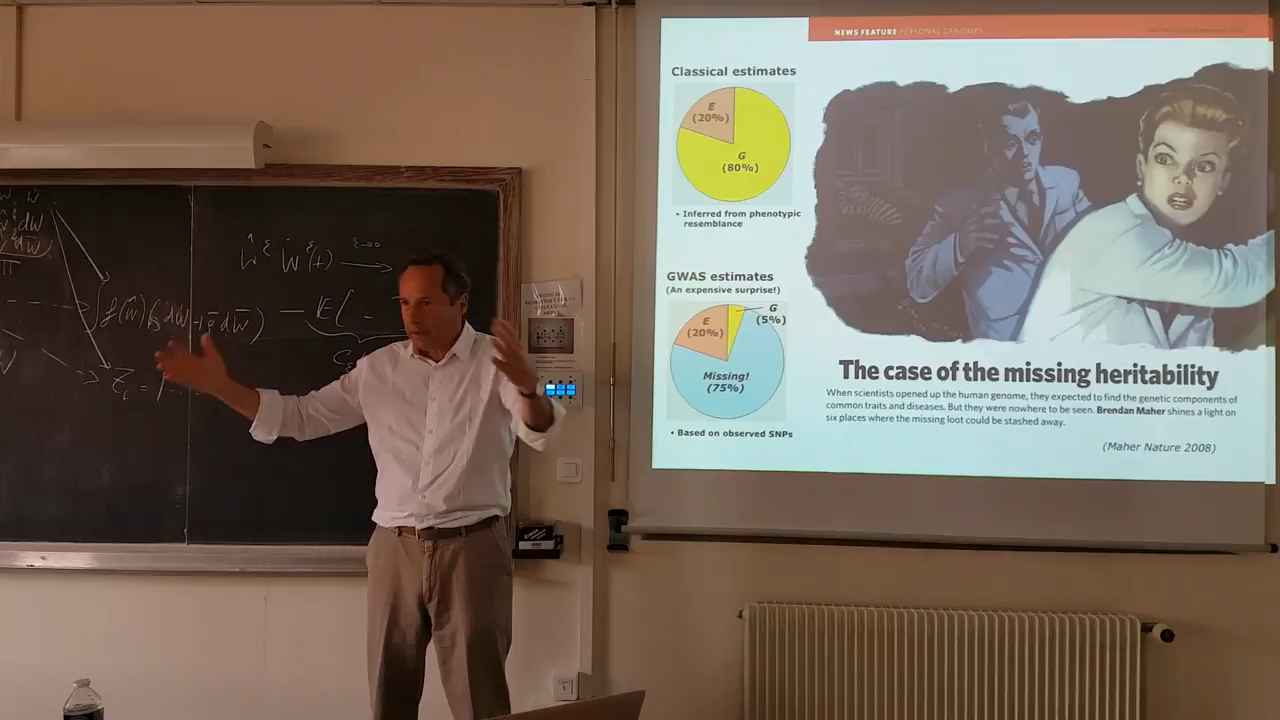 NEWS FEATURE PERSONAL GENOMES
Classical estimates
E
(20%)
G
(80%)
• Inferred from phenotypic
resemblance
GWAS estimates
(An expensive surprise!)
G
(5%)
E
(20%)
Missing!
(75%)
• Based on observed SNPs
The case of the missing heritability
When scientists opened up the human genome, they expected to find the genetic components of
common traits and diseases. But they were nowhere to be seen. Brendan Maher shines a light on
six places where the missing loot could be stashed away.
(Maher Nature 2008)